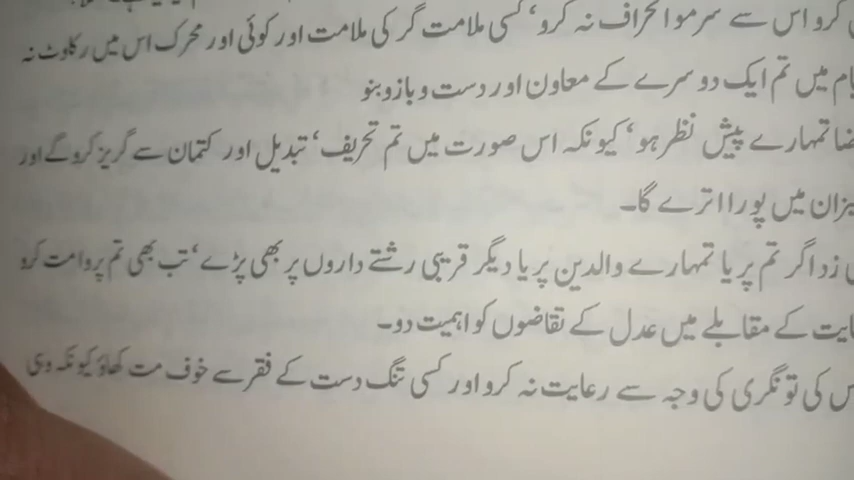 کرو اس سے سرمو انحراف نہ کرو‘ کسی ملامت گر کی ملامت اور کوئی اور محرک اس میں رکاوٹ نہ
میں تم ایک دوسرے کے معاون اور دست و بازو بنو
تمہارے پیش نظر ہو‘ کیونکہ اس صورت میں تم تحریف‘ تبدیل اور کتمان سے گریز کرو گے اور
میں پورا اترے گا۔
زد اگر تم پر یا تمہارے والدین پر یا دیگر قریبی رشتے داروں پر بھی پڑے‘ تب بھی تم پروا مت کرو
کے مقابلے میں عدل کے تقاضوں کو اہمیت دو۔
کی تونگری کی وجہ سے رعایت نہ کرو اور کسی تنگ دست کے فقر سے خوف مت کھاؤ کیونکہ وہی